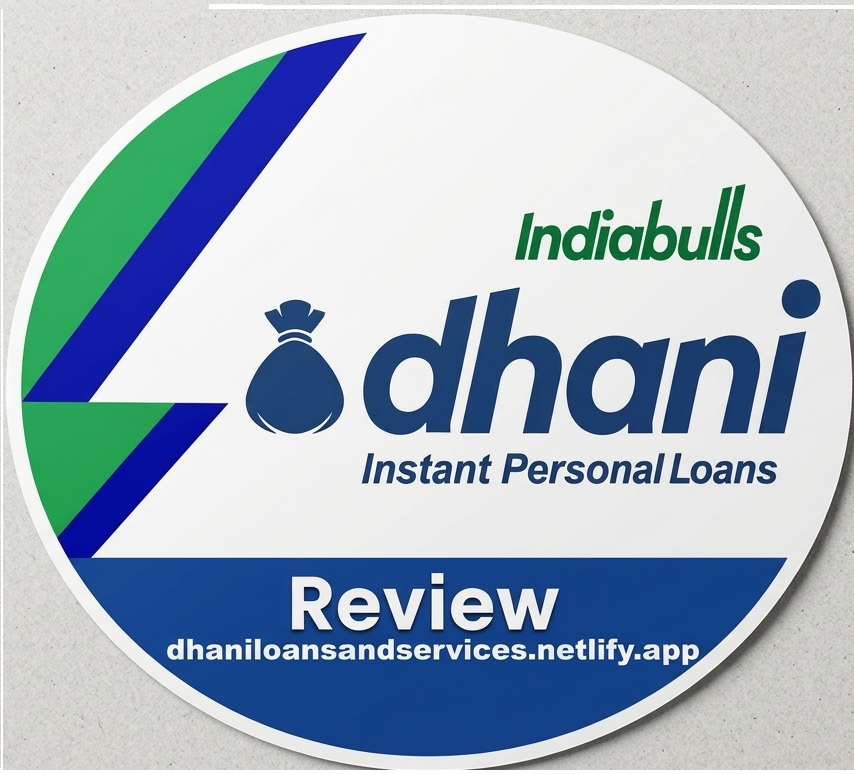 Indiabulls
dhani
Instant Personal Loans
Review
dhaniloansandservices.netlify.app